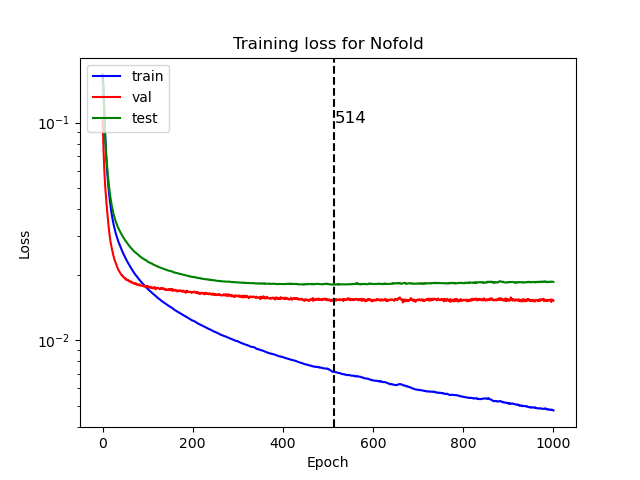 Training loss for Nofold
train
val
test
514
10⁻¹
10⁻²
Loss
0 200 400 600 800 1000
Epoch